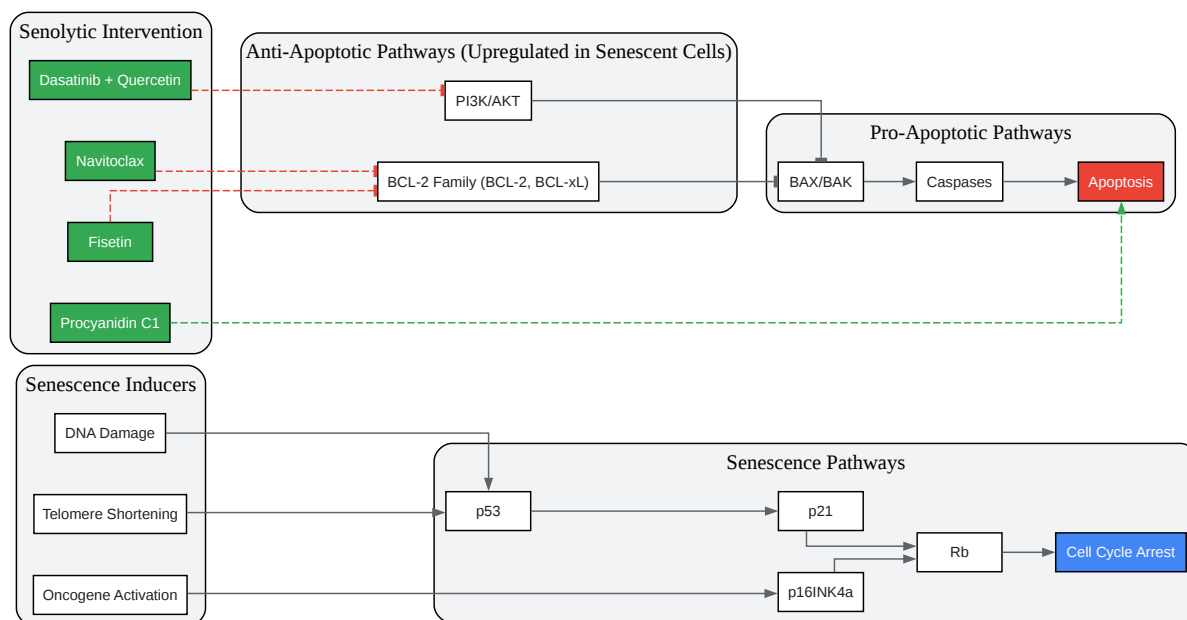 Senolytic Intervention
Dasatinib + Quercetin
Navitoclax
Fisetin
Procyanidin C1
Anti-Apoptotic Pathways (Upregulated in Senescent Cells)
PI3K/AKT
BCL-2 Family (BCL-2, BCL-xL)
Pro-Apoptotic Pathways
BAX/BAK
Caspases
Apoptosis
Senescence Inducers
DNA Damage
Telomere Shortening
Oncogene Activation
Senescence Pathways
p53
p21
p16INK4a
Rb
Cell Cycle Arrest